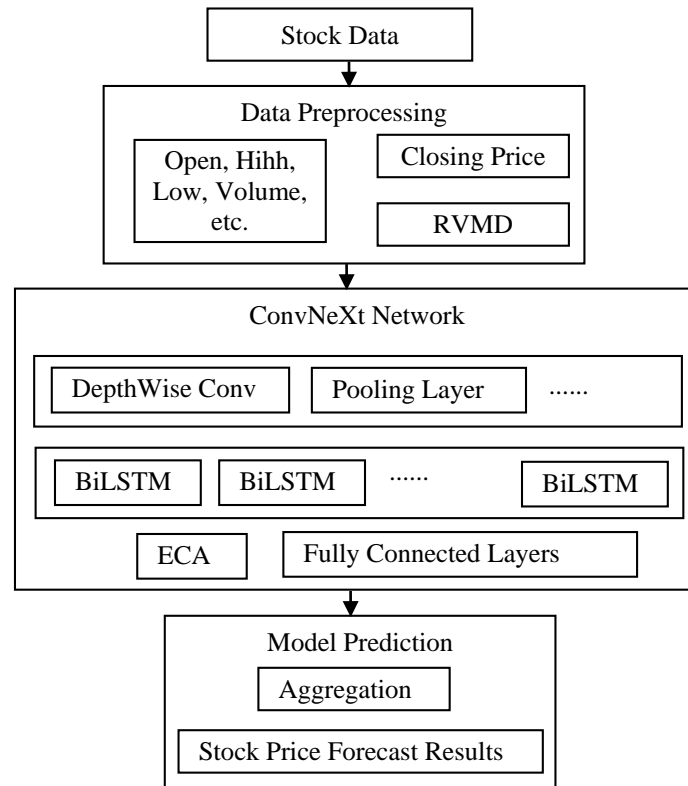 Stock Data
Data Preprocessing
Open, Hihh,
Low, Volume,
etc.
Closing Price
RVMD
ConvNeXt Network
DepthWise Conv
Pooling Layer
......
BiLSTM
BiLSTM
......
BiLSTM
ECA
Fully Connected Layers
Model Prediction
Aggregation
Stock Price Forecast Results